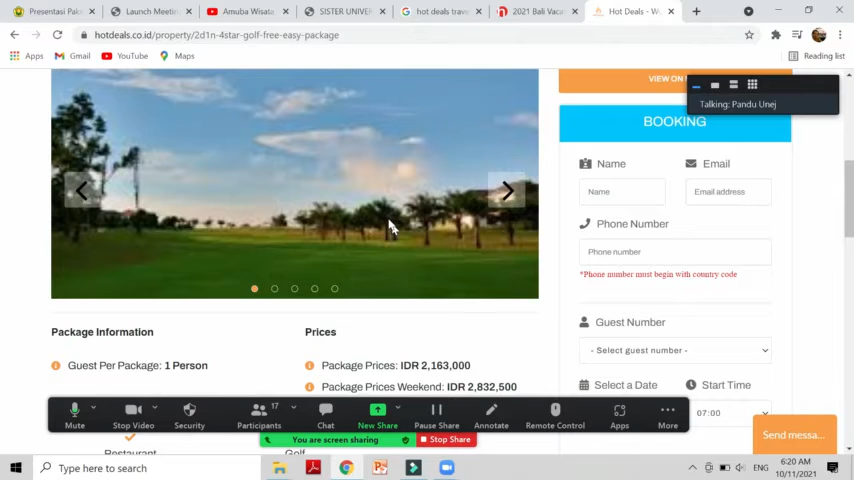 Presentasi Pak
Launch Meetin
Amuba Wisata
SISTER UNIVER
hot deals trave
2021 Bali Vaca
Hot Deals - W
hotdeals.co.id/property/2d1n-4star-golf-free-easy-package
Gmail
YouTube
Maps
Reading list
VIEW ON
Talking: Pandu Unej
BOOKING
Name
Email
Name
Email address
Phone Number
Phone number
*Phone number must begin with country code
Guest Number
- Select guest number -
Select a Date
Start Time
07:00
Package Information
Prices
Guest Per Package: 1 Person
Package Prices: IDR 2,163,000
Package Prices Weekend: IDR 2,832,500
17
Mute
Stop Video
Security
Participants
Chat
New Share
Pause Share
Annotate
Remote Control
Apps
More
You are screen sharing
Stop Share
Restaurant
Golf
Send messa...
Type here to search
ENG
6:20 AM
10/11/2021